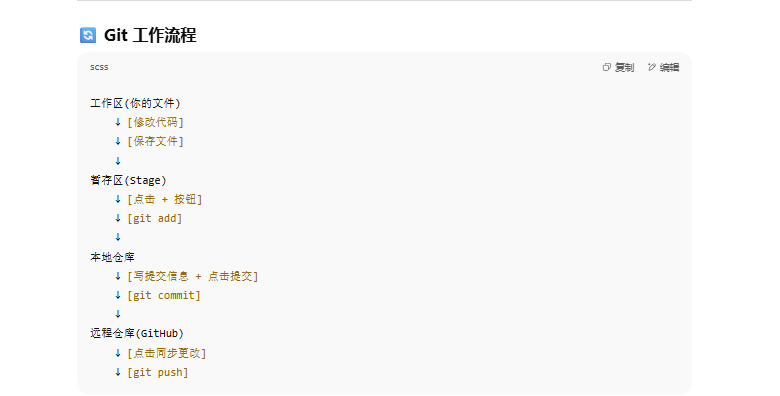 Git 工作流程
scss
复制 编辑
工作区(你的文件)
↓ [修改代码]
↓ [保存文件]
↓
暂存区(Stage)
↓ [点击 + 按钮]
↓ [git add]
↓
本地仓库
↓ [写提交信息 + 点击提交]
↓ [git commit]
↓
远程仓库(GitHub)
↓ [点击同步更改]
↓ [git push]